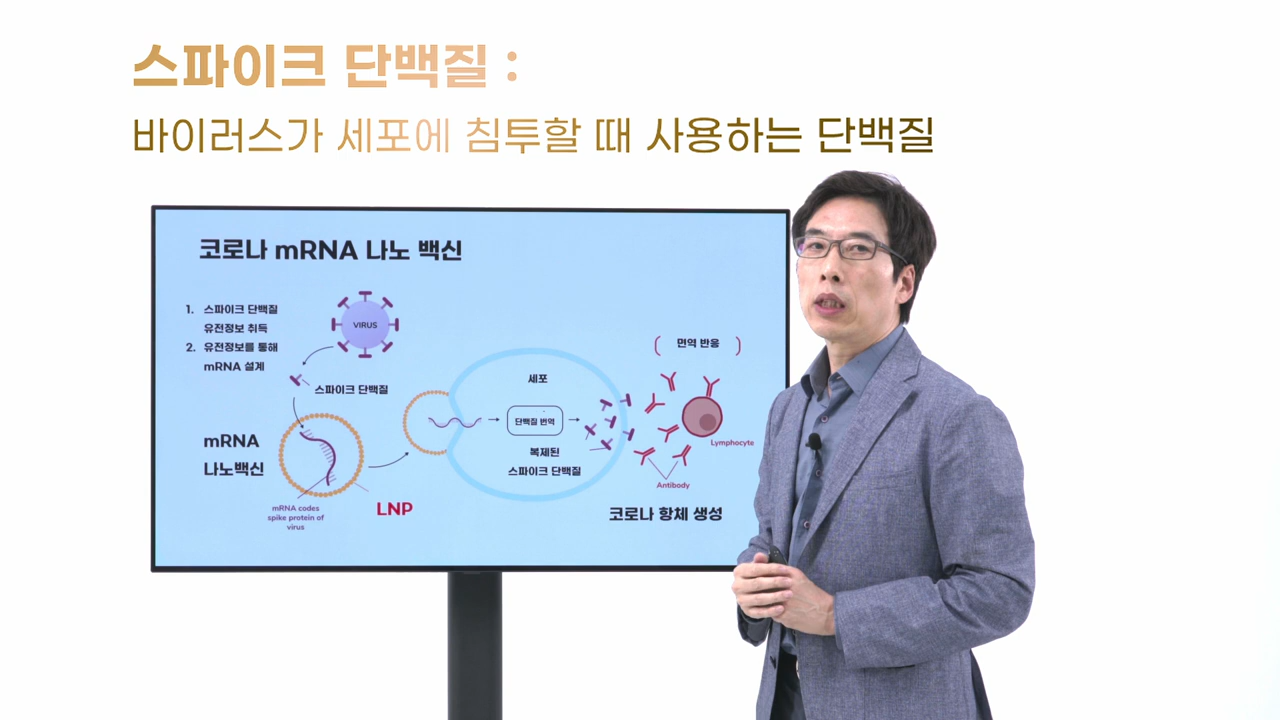 스파이크 단백질 :
바이러스가 세포에 침투할 때 사용하는 단백질
코로나 mRNA 나노 백신
1. 스파이크 단백질
유전정보 취득
2. 유전정보를 통해
mRNA 설계
VIRUS
스파이크 단백질
mRNA
나노백신
mRNA codes
spike protein of
virus
LNP
세포
단백질 번역
복제된
스파이크 단백질
( 면역 반응 )
Lymphocyte
Antibody
코로나 항체 생성